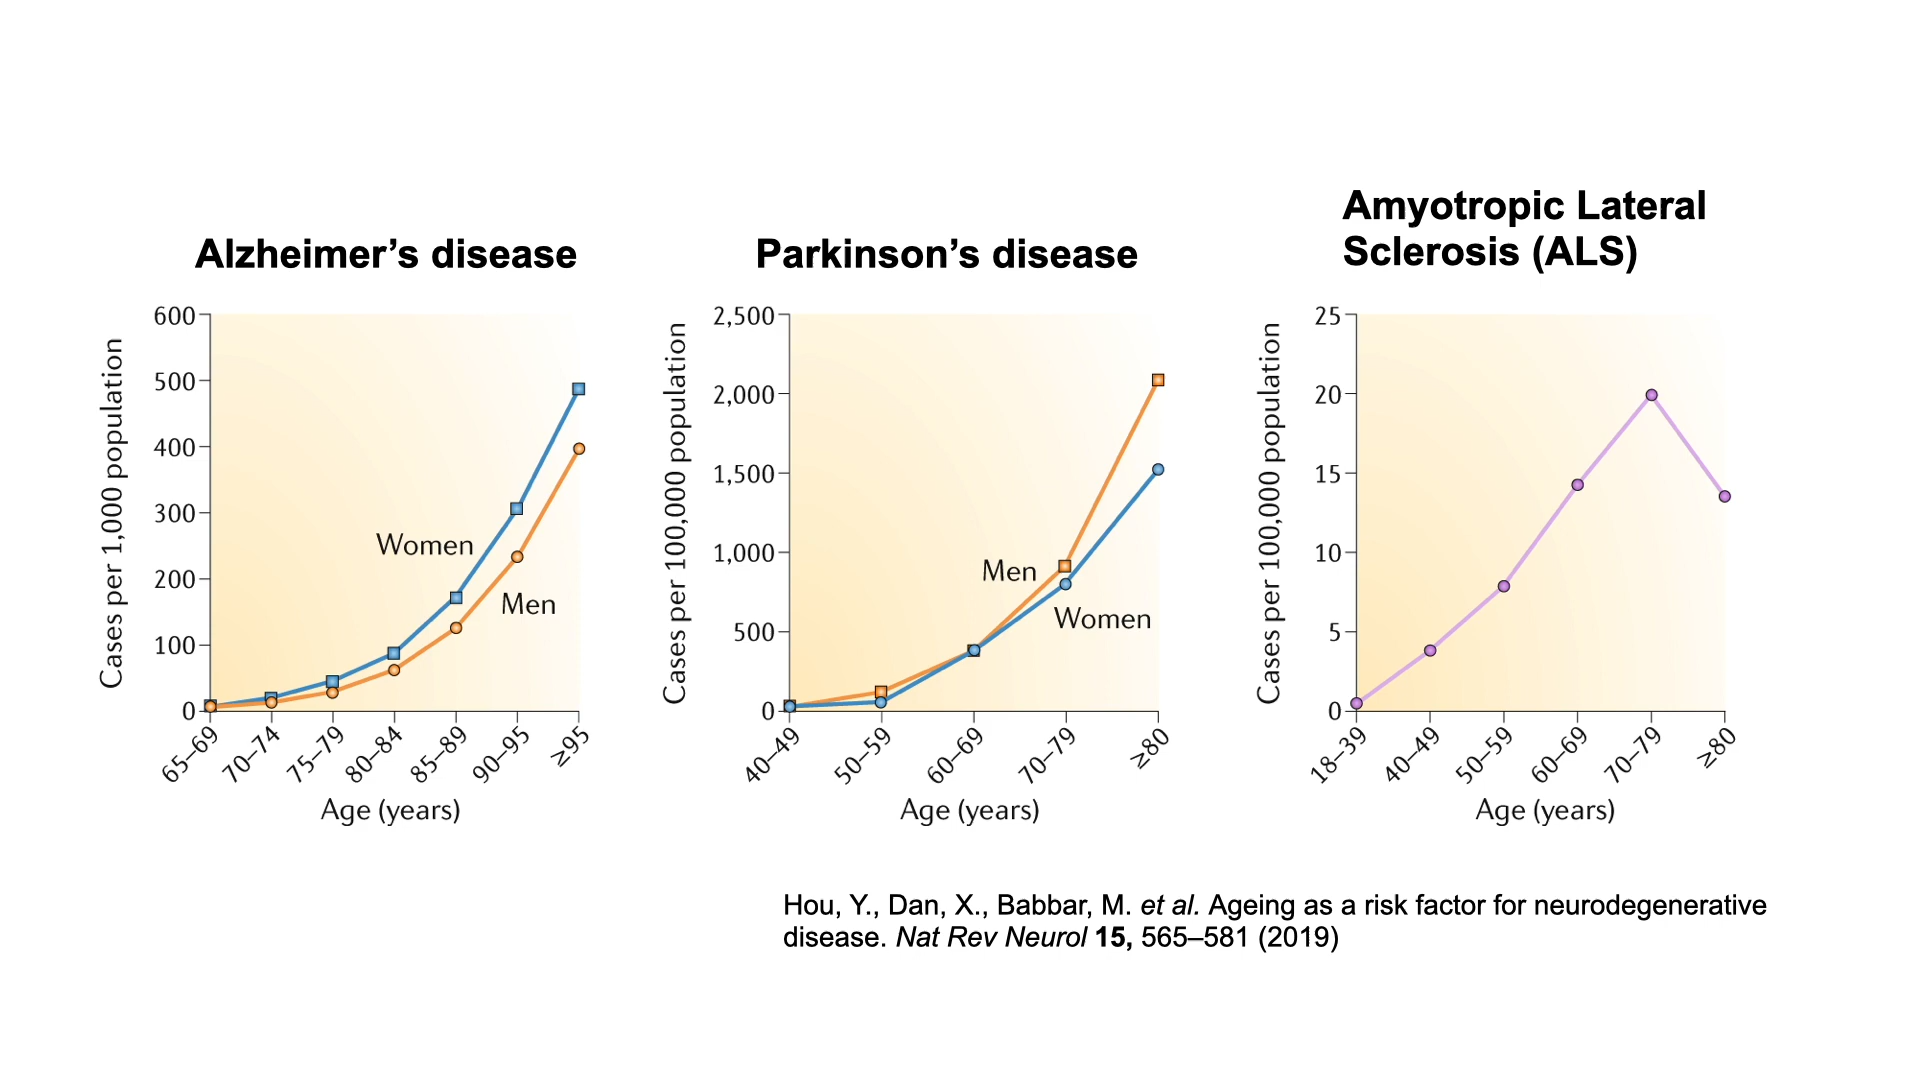 Alzheimer’s disease
Cases per 1,000 population
600
500
400
300
200
100
0
Women
Men
65–69
70–74
75–79
80–84
85–89
90–95
≥95
Age (years)
Parkinson’s disease
Cases per 100,000 population
2,500
2,000
1,500
1,000
500
0
Men
Women
40–49
50–59
60–69
70–79
≥80
Age (years)
Amyotropic Lateral
Sclerosis (ALS)
Cases per 100,000 population
25
20
15
10
5
0
18–39
40–49
50–59
60–69
70–79
≥80
Age (years)
Hou, Y., Dan, X., Babbar, M. et al. Ageing as a risk factor for neurodegenerative
disease. Nat Rev Neurol 15, 565–581 (2019)